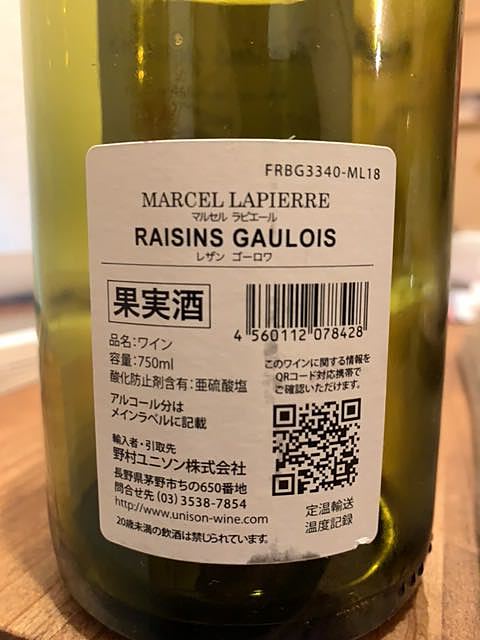 FRBG3340-ML18
MARCEL LAPIERRE
マルセル ラピエール
RAISINS GAULOIS
レザン ゴーロワ
果実酒
4 560112 078428
品名:ワイン
容量:750ml
酸化防止剤含有:亜硫酸塩
アルコール分は
メインラベルに記載
このワインに関する情報を
QRコード対応携帯で
ご確認いただけます。
輸入者・引取先
野村ユニソン株式会社
長野県茅野市ちの650番地
問合せ先 (03) 3538-7854
http://www.unison-wine.com
定温輸送
温度記録
20歳未満の飲酒は禁じられています。